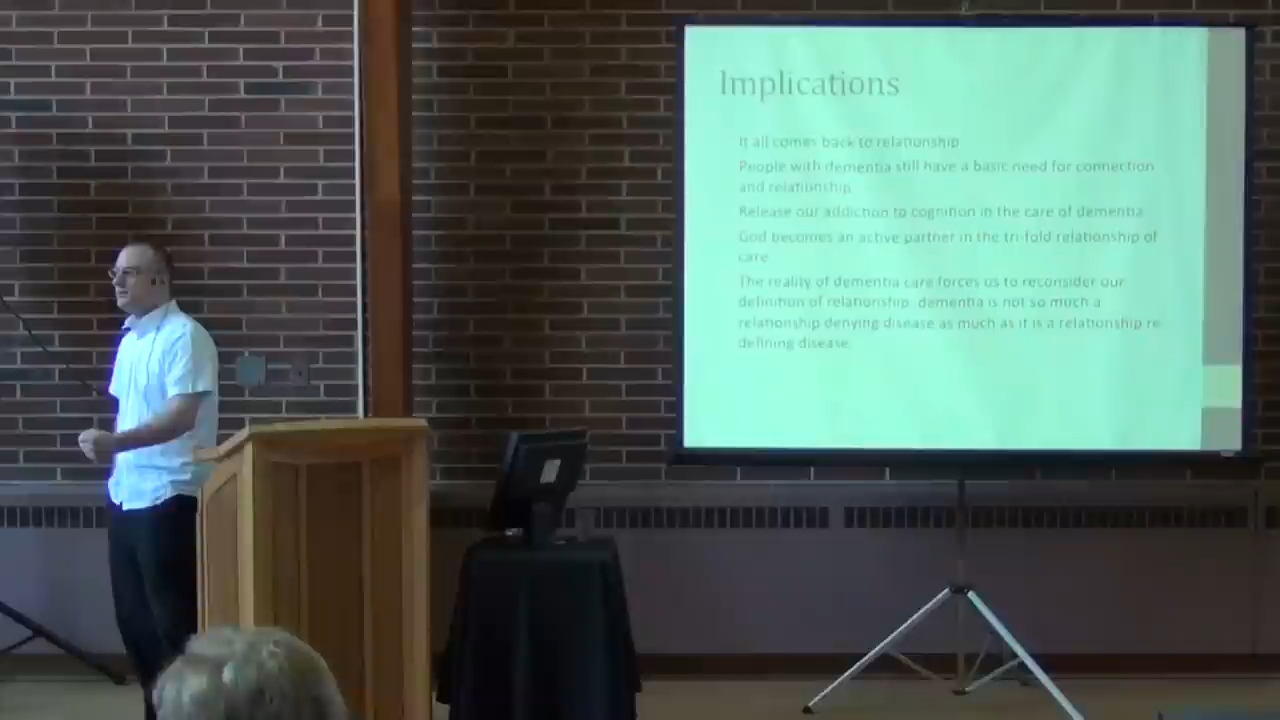 Implications
It all comes back to relationship
People with dementia still have a basic need for connection
and relationship
Release our addiction to cognition in the care of dementia
God becomes an active partner in the tri-fold relationship of
care
The reality of dementia care forces us to reconsider our
definition of relationship dementia is not so much a
relationship denying disease as much as it is a relationship re
defining disease.